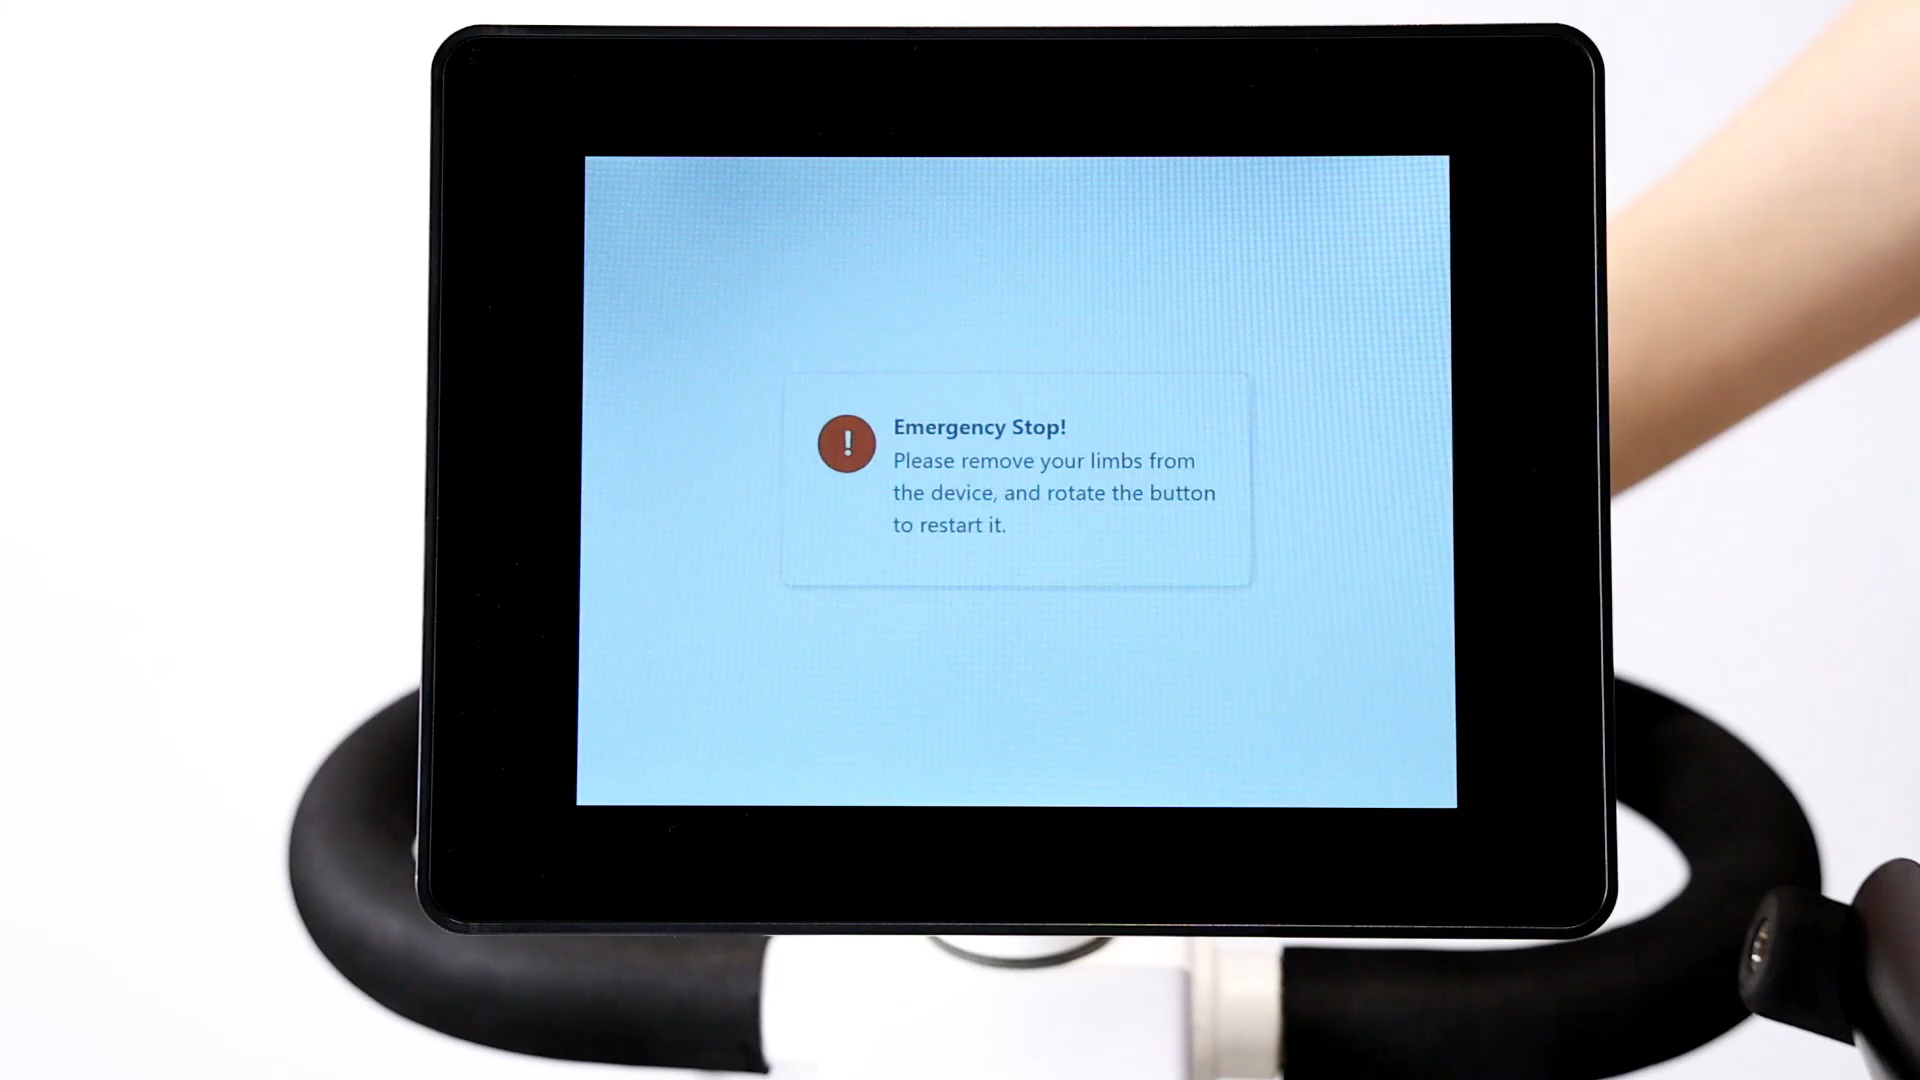 Emergency Stop!
Please remove your limbs from
the device, and rotate the button
to restart it.